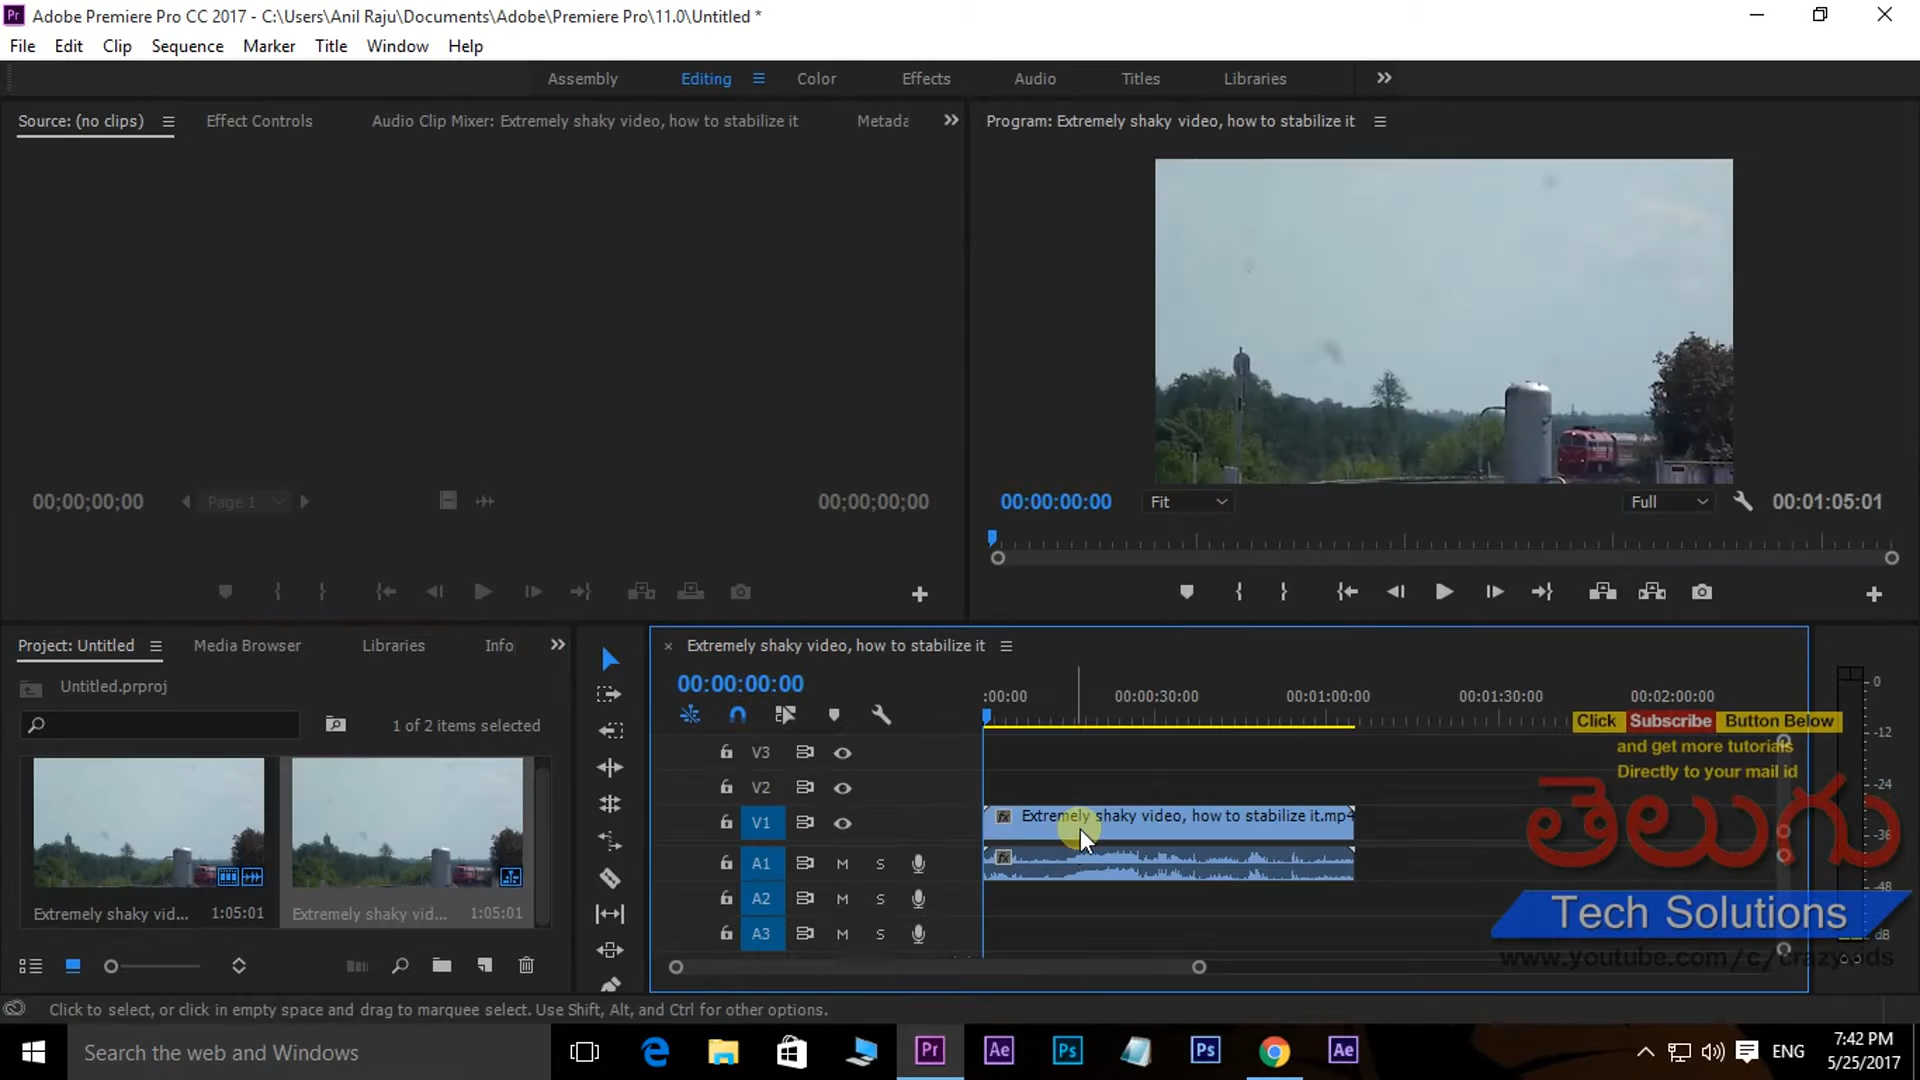 Adobe Premiere Pro CC 2017 - C:\Users\Anil Raju\Documents\Adobe\Premiere Pro\11.0\Untitled *
File Edit Clip Sequence Marker Title Window Help
Assembly Editing Color Effects Audio Titles Libraries
Source: (no clips) Effect Controls Audio Clip Mixer: Extremely shaky video, how to stabilize it Metada
Program: Extremely shaky video, how to stabilize it
00;00;00;00 Page 1 00;00;00;00
00:00:00:00 Fit Full 00:01:05:01
Project: Untitled Media Browser Libraries Info
Untitled.prproj
1 of 2 items selected
Extremely shaky vid... 1:05:01 Extremely shaky vid... 1:05:01
Extremely shaky video, how to stabilize it
00:00:00:00
:00:00 00:00:30:00 00:01:00:00 00:01:30:00 00:02:00:00
V3
V2
V1 fx Extremely shaky video, how to stabilize it.mp4
A1 M S fx
A2 M S
A3 M S
0
-12
-24
-36
-48
dB
Click Subscribe Button Below
and get more tutorials
Directly to your mail id
తెలుగు
Tech Solutions
www.youtube.com/c/crazyvids
Click to select, or click in empty space and drag to marquee select. Use Shift, Alt, and Ctrl for other options.
Search the web and Windows
Pr Ae Ps Ps Ae
ENG 7:42 PM
5/25/2017